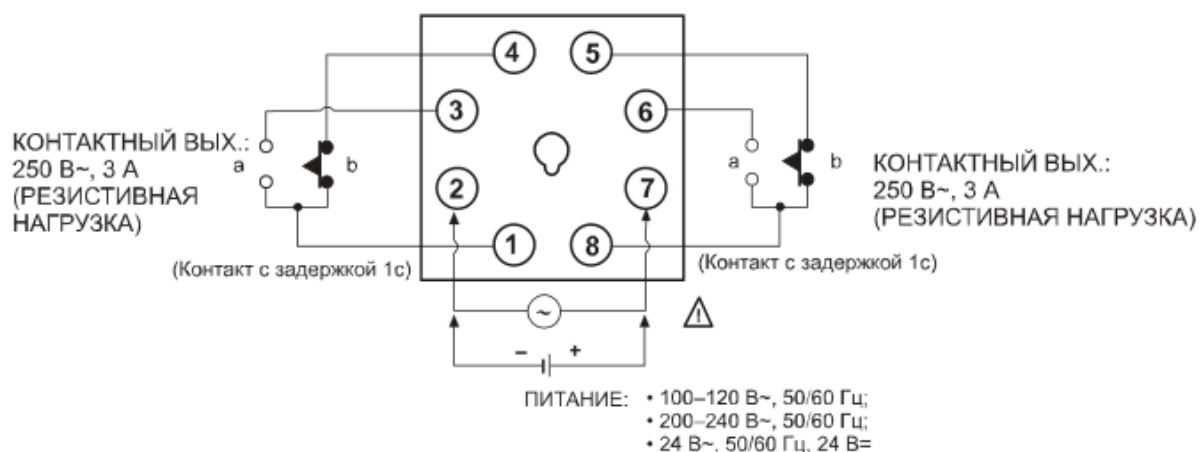 4
5
3
6
КОНТАКТНЫЙ ВЫХ.:
250 В~, 3 А
(РЕЗИСТИВНАЯ
НАГРУЗКА)
a
b
2
7
a
b
КОНТАКТНЫЙ ВЫХ.:
250 В~, 3 А
(РЕЗИСТИВНАЯ НАГРУЗКА)
1
8
(Контакт с задержкой 1с)
(Контакт с задержкой 1с)
~
!
– +
ПИТАНИЕ: • 100–120 В~, 50/60 Гц;
• 200–240 В~, 50/60 Гц;
• 24 В~, 50/60 Гц, 24 В=